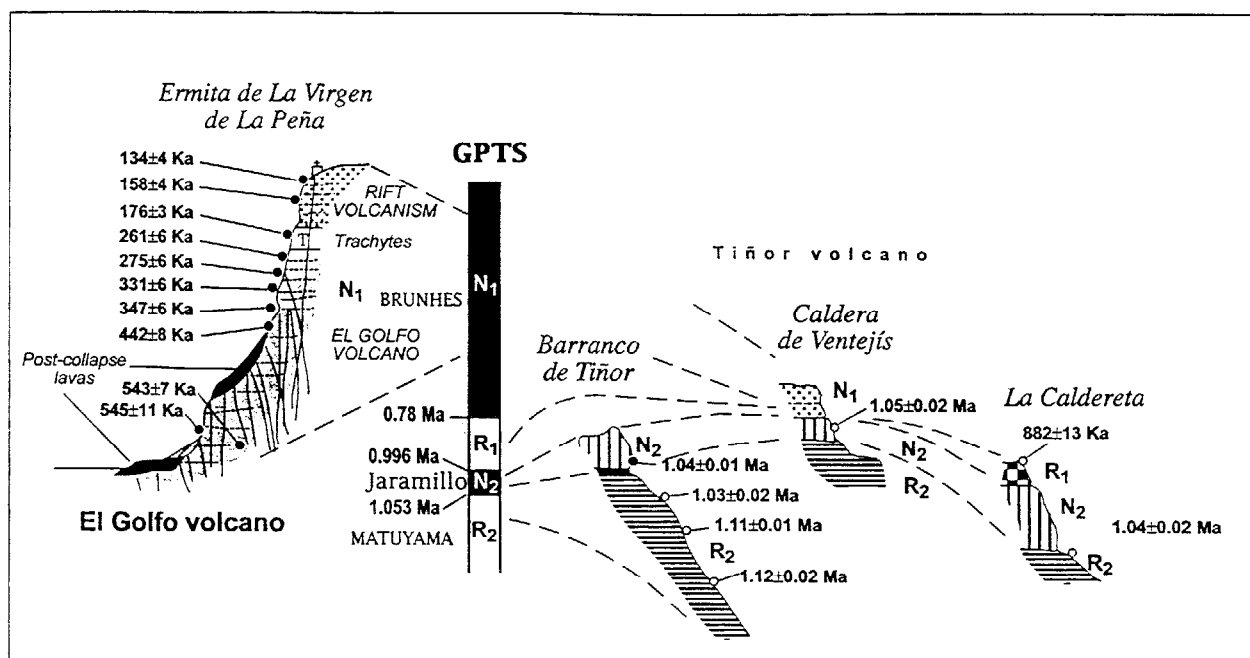 Ermita de La Virgen
de La Peña
134±4 Ka
158±4 Ka
176±3 Ka
261±6 Ka
275±6 Ka
331±6 Ka
347±6 Ka
442±8 Ka
RIFT
VOLCANISM
T
Trachytes
N1
BRUNHES
EL GOLFO
VOLCANO
Post-collapse
lavas
543±7 Ka
545±11 Ka
El Golfo volcano
GPTS
N1
0.78 Ma
R1
0.996 Ma
Jaramillo
N2
1.053 Ma
MATUYAMA
R2
Tiñor volcano
Barranco
de Tiñor
N2
1.04±0.01 Ma
1.03±0.02 Ma
1.11±0.01 Ma
R2
1.12±0.02 Ma
Caldera
de Ventejís
N1
1.05±0.02 Ma
N2
R2
La Caldereta
882±13 Ka
R1
N2
1.04±0.02 Ma
R2